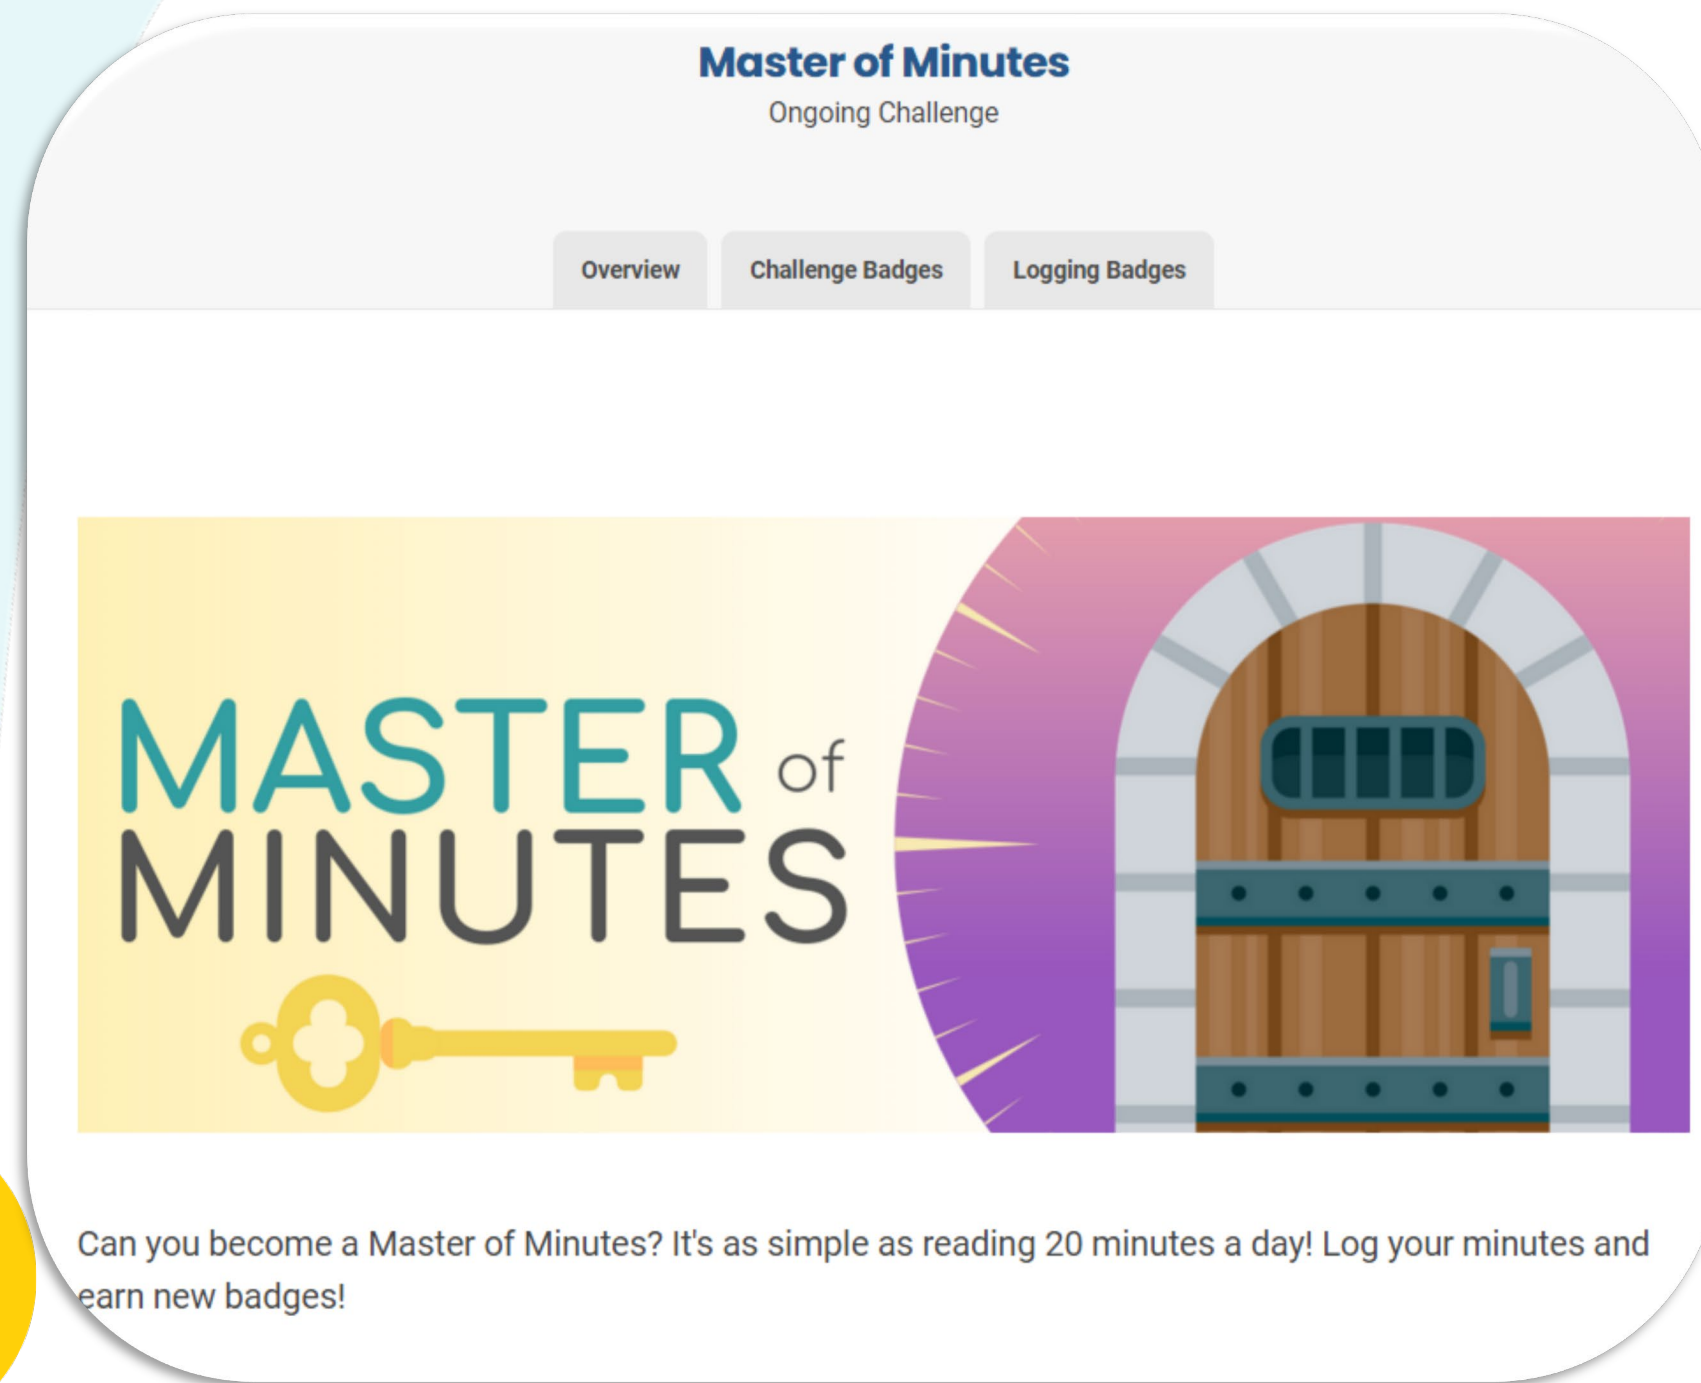 Master of Minutes
Ongoing Challenge
Overview Challenge Badges Logging Badges
MASTER of
MINUTES
Can you become a Master of Minutes? It's as simple as reading 20 minutes a day! Log your minutes and
earn new badges!